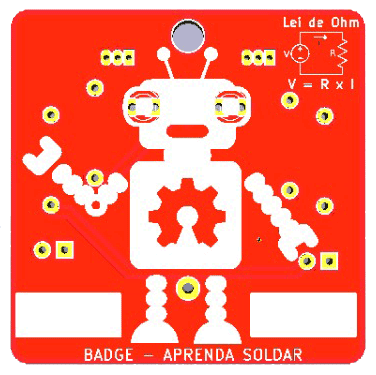 Lei de Ohm
V
R
V = R x I
BADGE - APRENDA SOLDAR